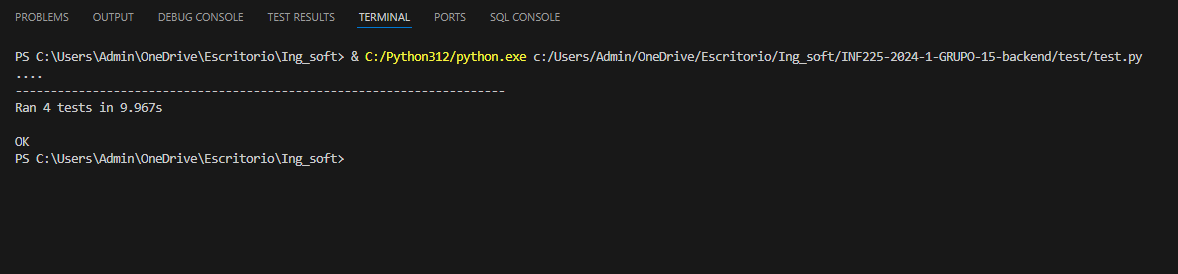 PROBLEMS OUTPUT DEBUG CONSOLE TEST RESULTS TERMINAL PORTS SQL CONSOLE
PS C:\Users\Admin\OneDrive\Escritorio\Ing_soft> & C:/Python312/python.exe c:/Users/Admin/OneDrive/Escritorio/Ing_soft/INF225-2024-1-GRUPO-15-backend/test/test.py
....
----------------------------------------------------------------------
Ran 4 tests in 9.967s
OK
PS C:\Users\Admin\OneDrive\Escritorio\Ing_soft>